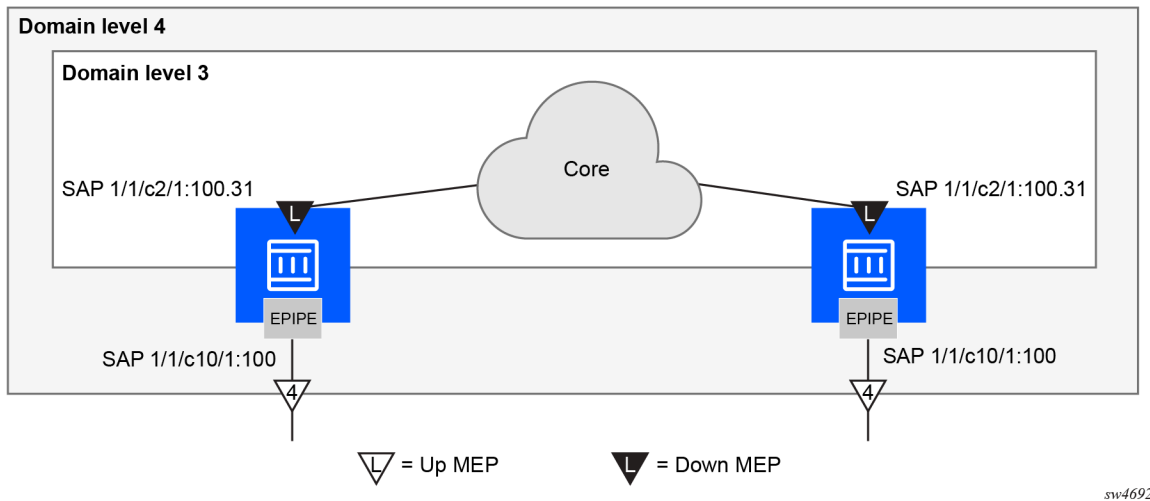 Domain level 4
Domain level 3
Core
SAP 1/1/c2/1:100.31
SAP 1/1/c2/1:100.31
L
L
EPIPE
EPIPE
SAP 1/1/c10/1:100
SAP 1/1/c10/1:100
4
4
L = Up MEP
L = Down MEP
sw4692